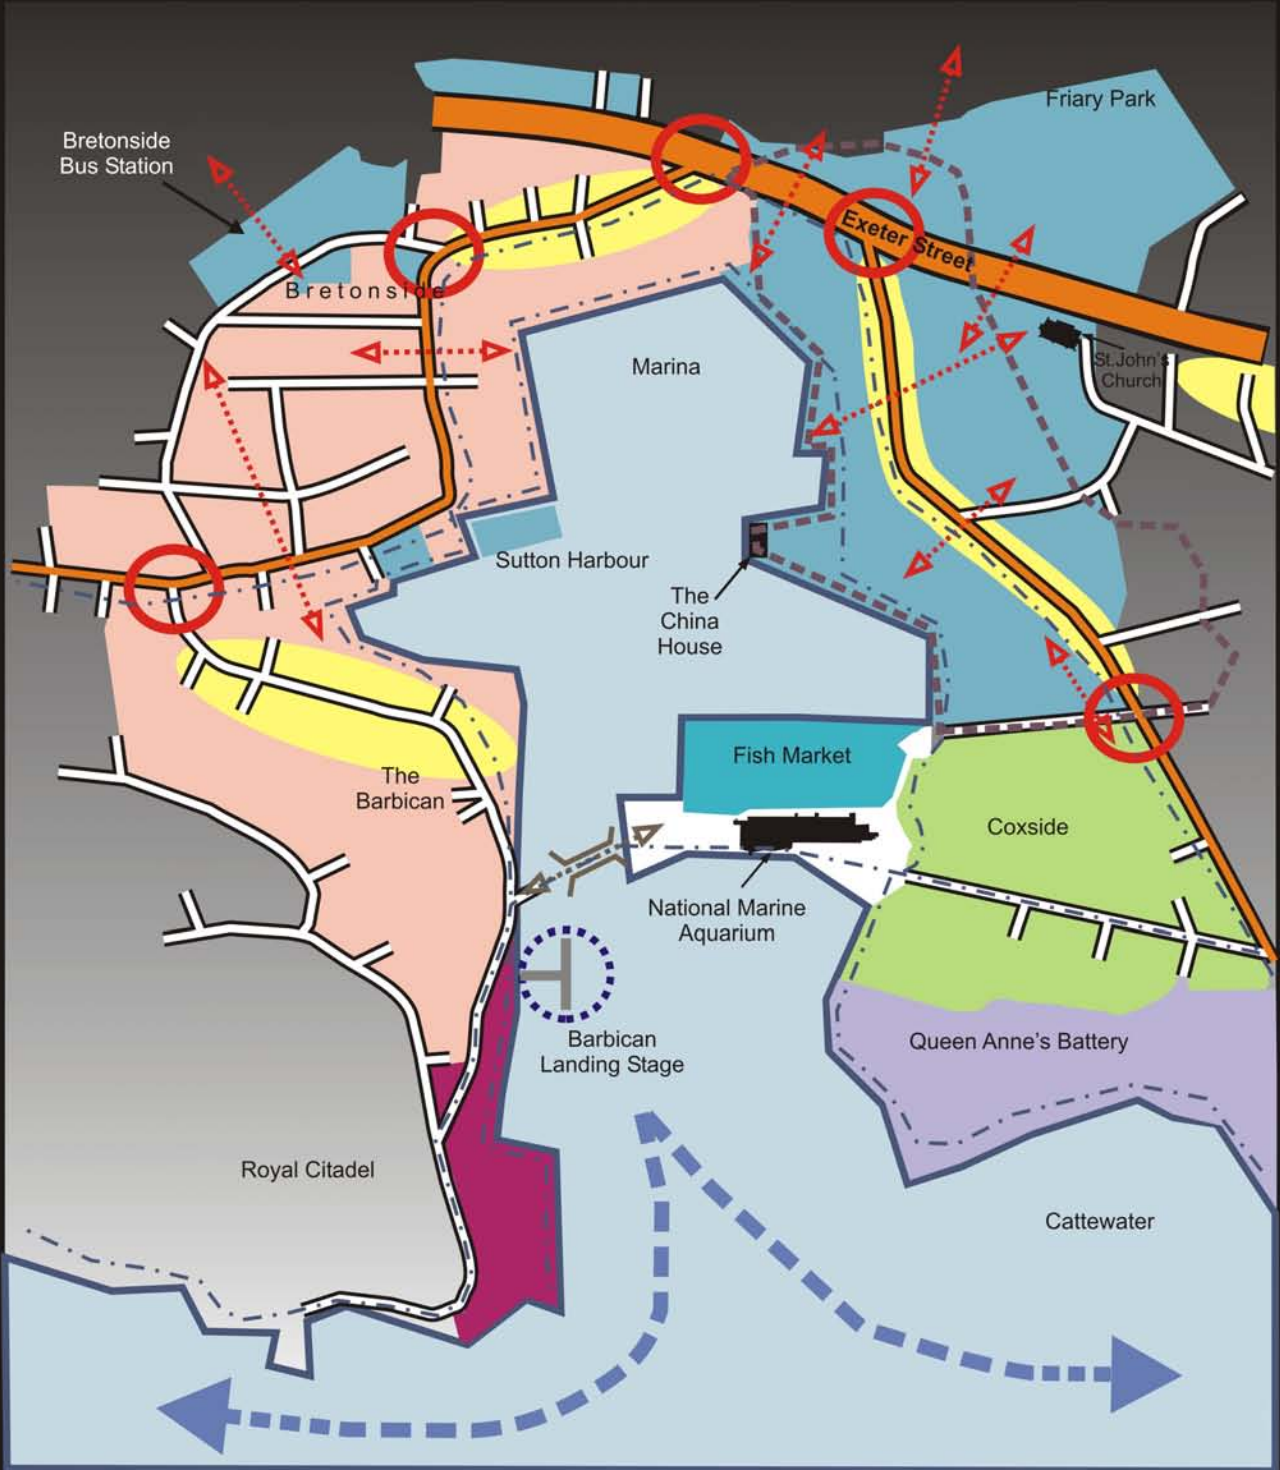 Friary Park
Bretonside
Bus Station
Exeter Street
Bretonside
St.John's
Church
Marina
Sutton Harbour
The
China
House
Fish Market
The
Barbican
Coxside
National Marine
Aquarium
Barbican
Landing Stage
Queen Anne's Battery
Royal Citadel
Cattewater